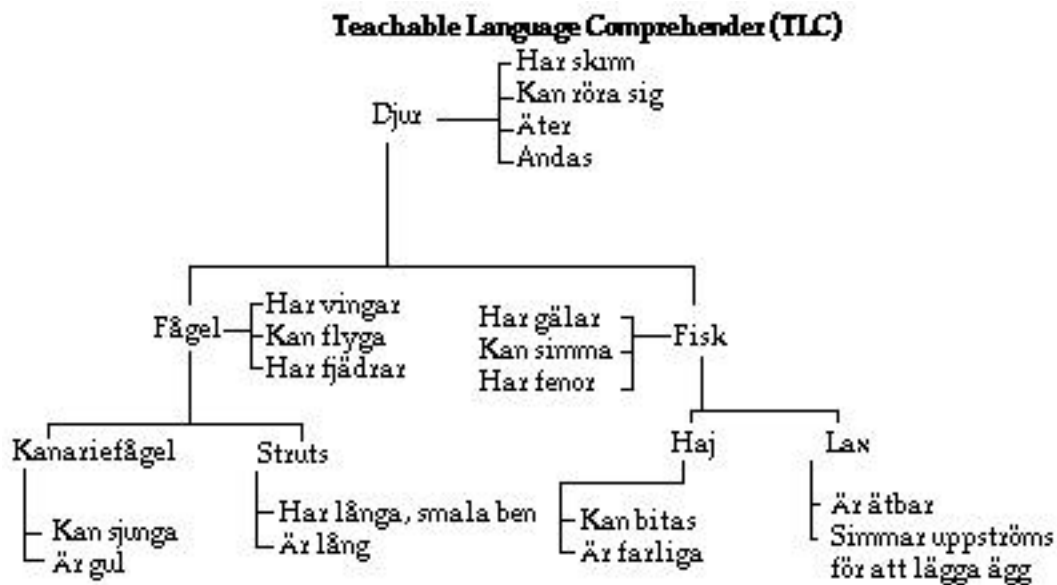 Teachable Language Comprehender (TLC)
Djur
Har skinn
Kan röra sig
Äter
Andas
Fågel
Har vingar
Kan flyga
Har fjädrar
Har gälar
Kan simma
Har fenor
Fisk
Kanariefågel
Kan sjunga
Är gul
Struts
Har långa, smala ben
Är lång
Haj
Kan bitas
Är farliga
Lax
Är ätbar
Simmar uppströms
för att lägga ägg